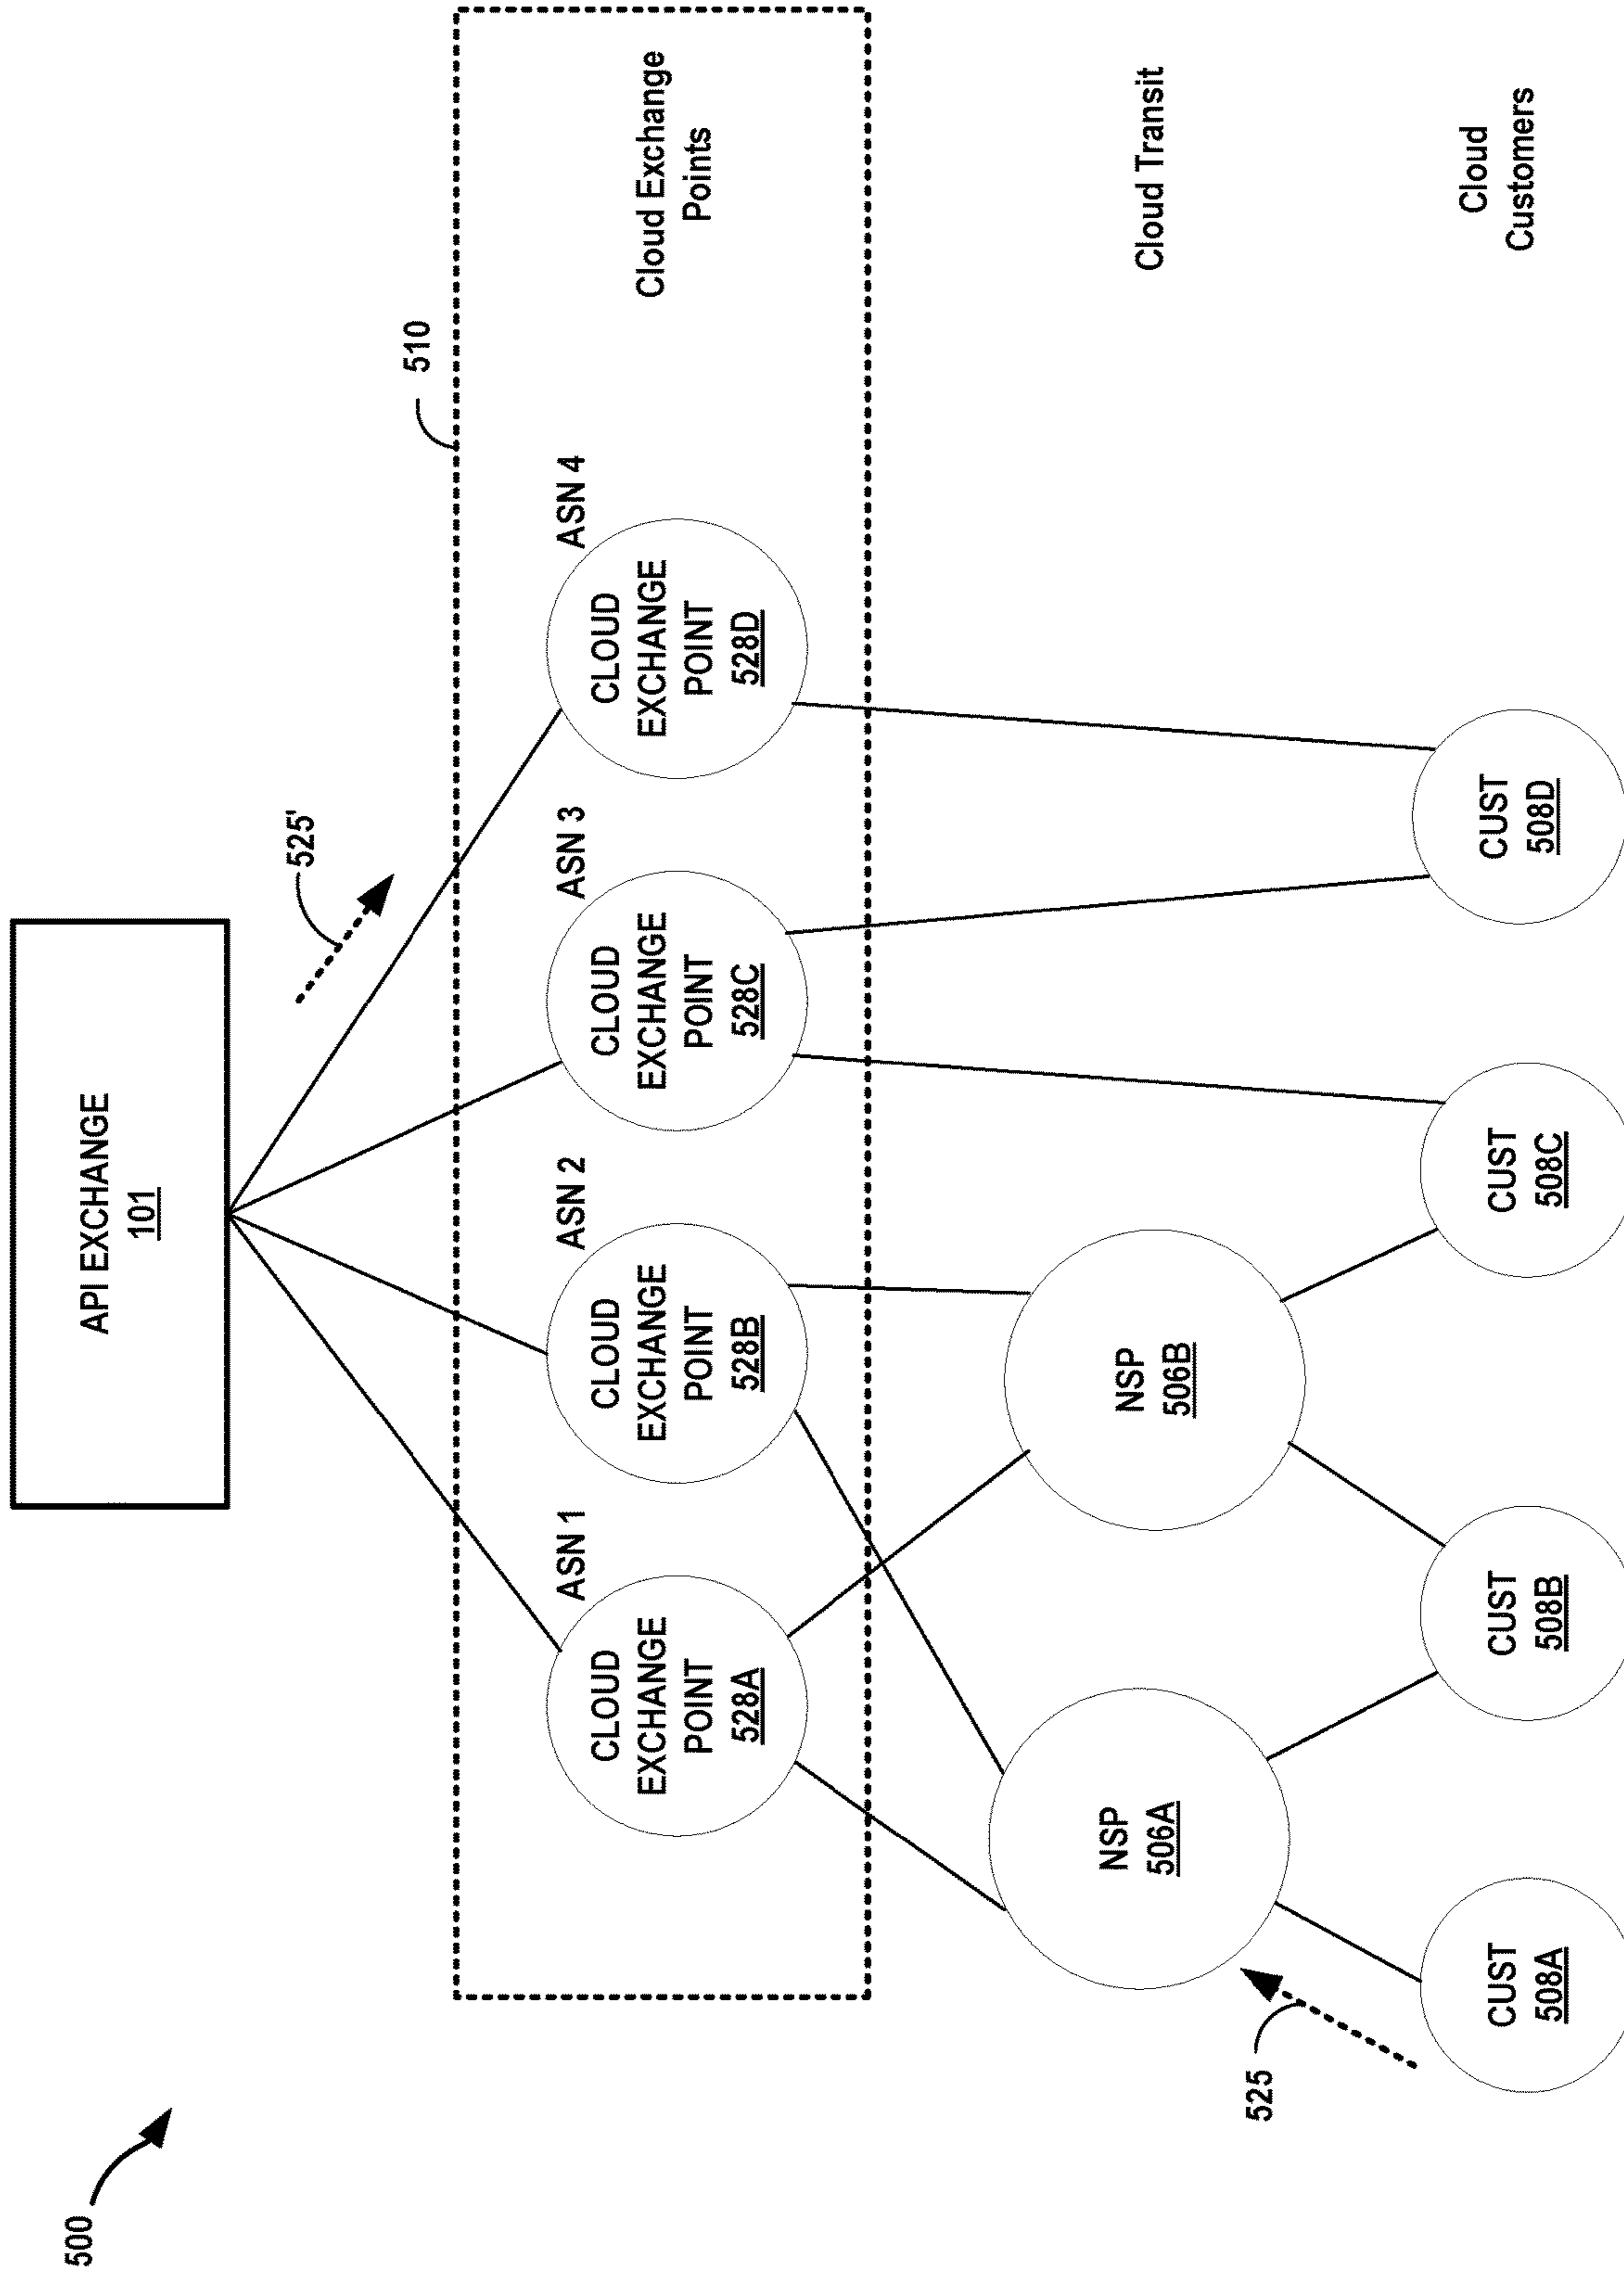 500
API EXCHANGE
101
525'
510
ASN 1
ASN 2
ASN 3
ASN 4
CLOUD
EXCHANGE
POINT
528A
CLOUD
EXCHANGE
POINT
528B
CLOUD
EXCHANGE
POINT
528C
CLOUD
EXCHANGE
POINT
528D
Cloud Exchange
Points
NSP
506A
NSP
506B
Cloud Transit
525
CUST
508A
CUST
508B
CUST
508C
CUST
508D
Cloud
Customers